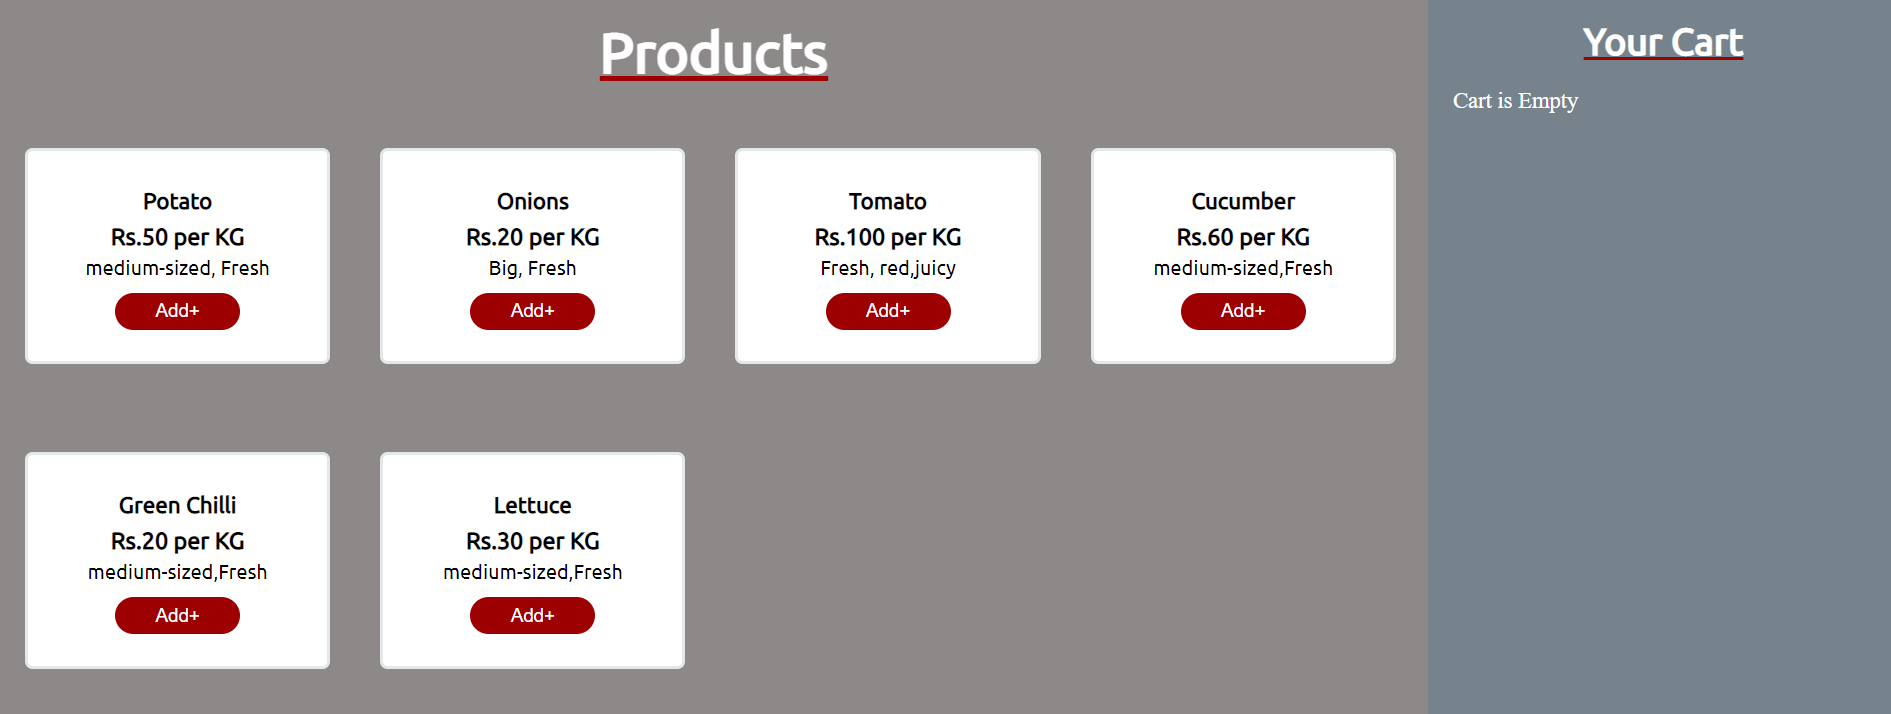 Products
Your Cart
Cart is Empty
Potato
Rs.50 per KG
medium-sized, Fresh
Add+
Onions
Rs.20 per KG
Big, Fresh
Add+
Tomato
Rs.100 per KG
Fresh, red,juicy
Add+
Cucumber
Rs.60 per KG
medium-sized,Fresh
Add+
Green Chilli
Rs.20 per KG
medium-sized,Fresh
Add+
Lettuce
Rs.30 per KG
medium-sized,Fresh
Add+